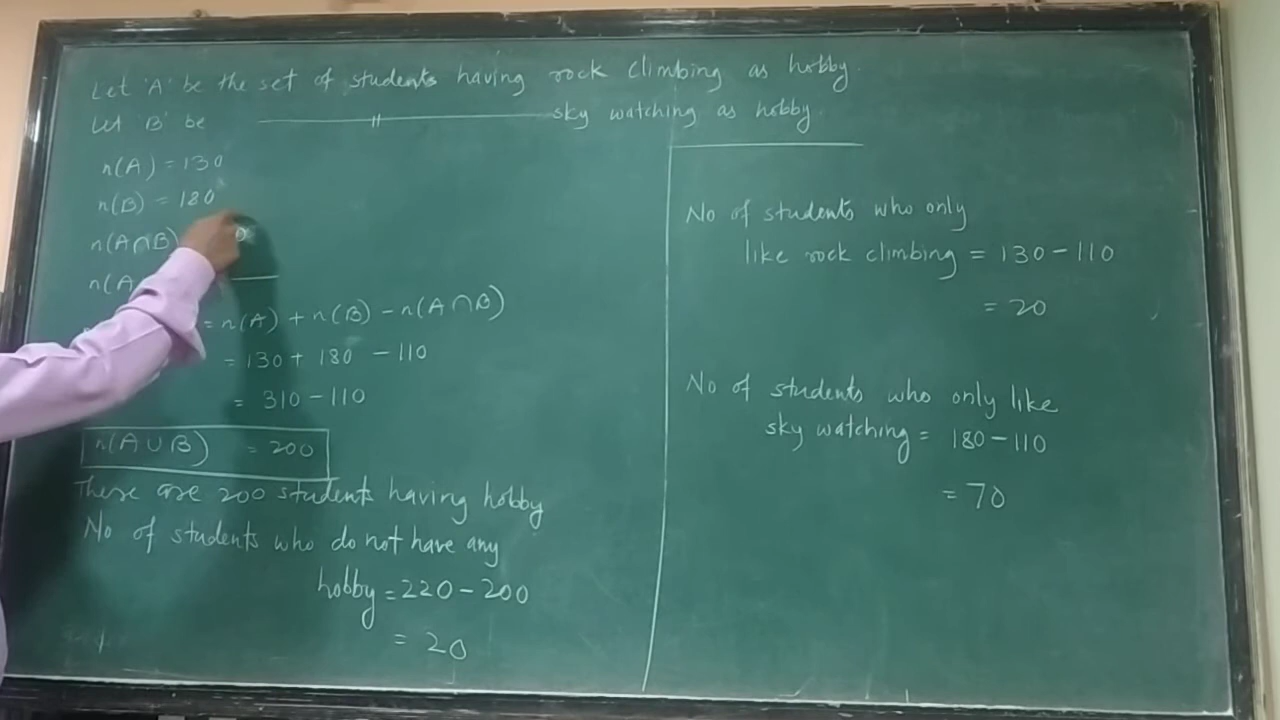 Let 'A' be the set of students having rock climbing as hobby.
Let 'B' be ——— " ——— sky watching as hobby.
n(A) = 130
n(B) = 180
n(A∩B)
n(A
= n(A) + n(B) - n(A∩B)
= 130 + 180 - 110
= 310 - 110
n(A∪B) = 200
There are 200 students having hobby
No of students who do not have any
hobby = 220 - 200
= 20
No of students who only
like rock climbing = 130 - 110
= 20
No of students who only like
sky watching = 180 - 110
= 70